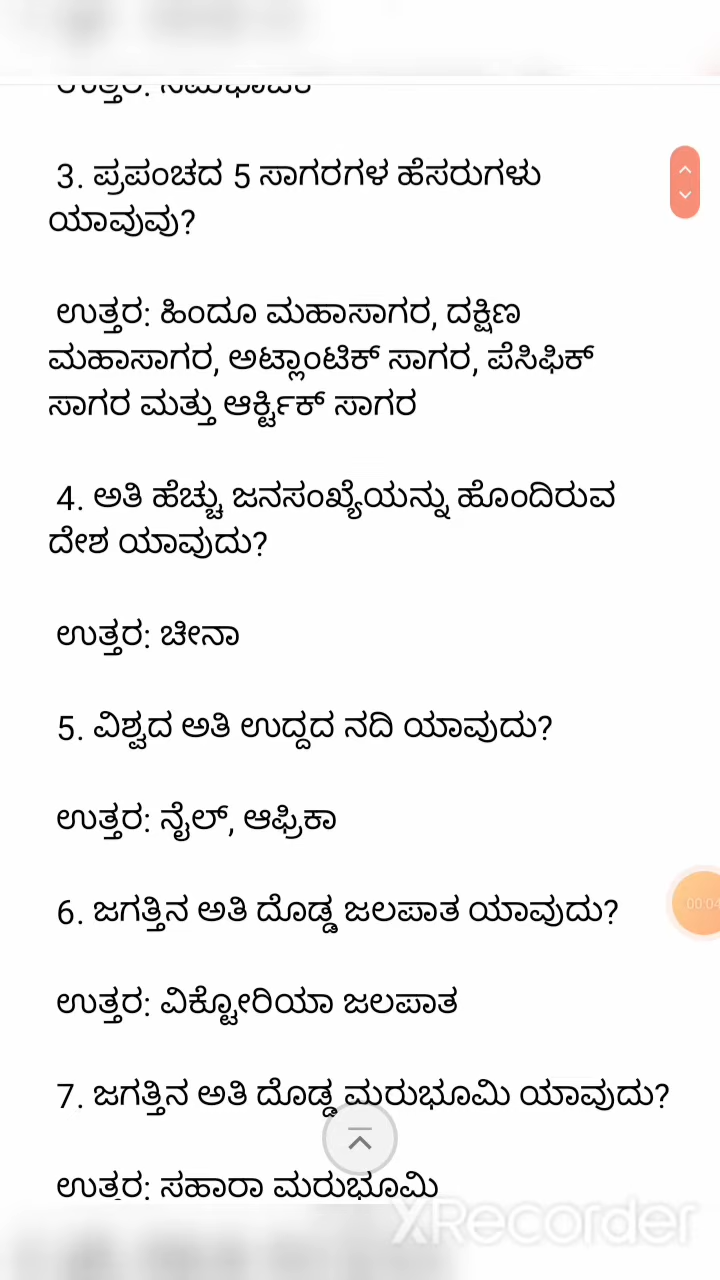 3. ಪ್ರಪಂಚದ 5 ಸಾಗರಗಳ ಹೆಸರುಗಳು
ಯಾವುವು?
ಉತ್ತರ: ಹಿಂದೂ ಮಹಾಸಾಗರ, ದಕ್ಷಿಣ
ಮಹಾಸಾಗರ, ಅಟ್ಲಾಂಟಿಕ್ ಸಾಗರ, ಪೆಸಿಫಿಕ್
ಸಾಗರ ಮತ್ತು ಆರ್ಕ್ಟಿಕ್ ಸಾಗರ
4. ಅತಿ ಹೆಚ್ಚು ಜನಸಂಖ್ಯೆಯನ್ನು ಹೊಂದಿರುವ
ದೇಶ ಯಾವುದು?
ಉತ್ತರ: ಚೀನಾ
5. ವಿಶ್ವದ ಅತಿ ಉದ್ದದ ನದಿ ಯಾವುದು?
ಉತ್ತರ: ನೈಲ್, ಆಫ್ರಿಕಾ
00:04
6. ಜಗತ್ತಿನ ಅತಿ ದೊಡ್ಡ ಜಲಪಾತ ಯಾವುದು?
ಉತ್ತರ: ವಿಕ್ಟೋರಿಯಾ ಜಲಪಾತ
7. ಜಗತ್ತಿನ ಅತಿ ದೊಡ್ಡ ಮರುಭೂಮಿ ಯಾವುದು?
ಉತ್ತರ: ಸಹಾರಾ ಮರುಭೂಮಿ
XRecorder